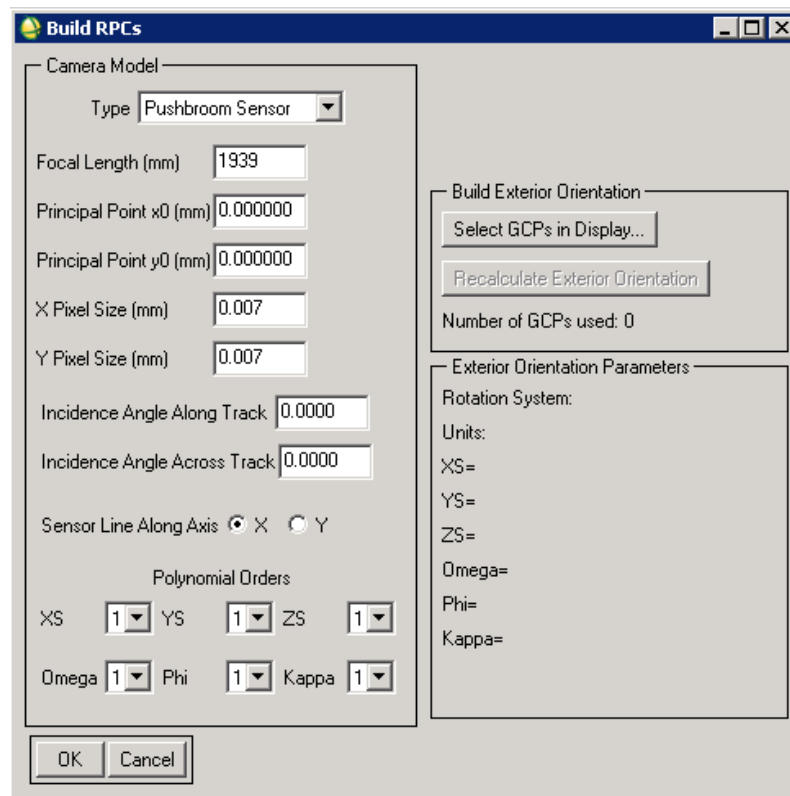 Build RPCs
Camera Model
Type Pushbroom Sensor
Focal Length (mm) 1939
Principal Point x0 (mm) 0.000000
Principal Point y0 (mm) 0.000000
X Pixel Size (mm) 0.007
Y Pixel Size (mm) 0.007
Incidence Angle Along Track 0.0000
Incidence Angle Across Track 0.0000
Sensor Line Along Axis X Y
Polynomial Orders
XS 1 YS 1 ZS 1
Omega 1 Phi 1 Kappa 1
OK Cancel
Build Exterior Orientation
Select GCPs in Display...
Recalculate Exterior Orientation
Number of GCPs used: 0
Exterior Orientation Parameters
Rotation System:
Units:
XS=
YS=
ZS=
Omega=
Phi=
Kappa=